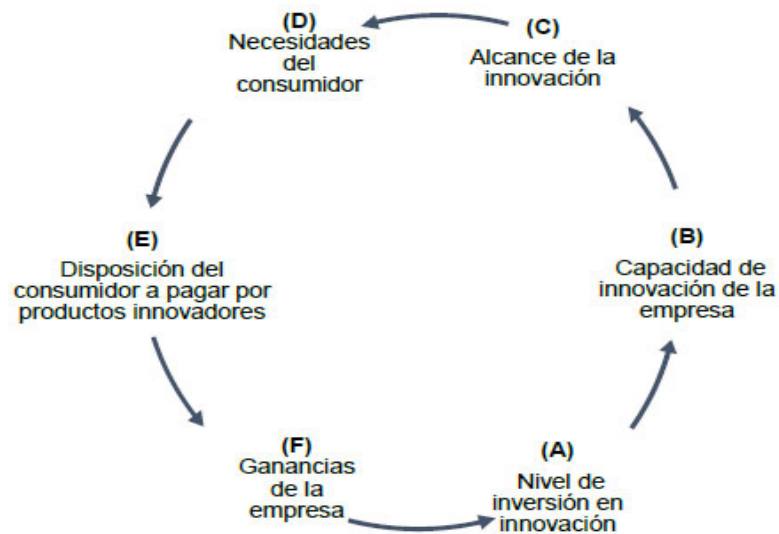 (D)
Necesidades
del
consumidor
(C)
Alcance de la
innovación
(E)
Disposición del
consumidor a pagar por
productos innovadores
(B)
Capacidad de
innovación de la
empresa
(F)
Ganancias
de la
empresa
(A)
Nivel de
inversión en
innovación